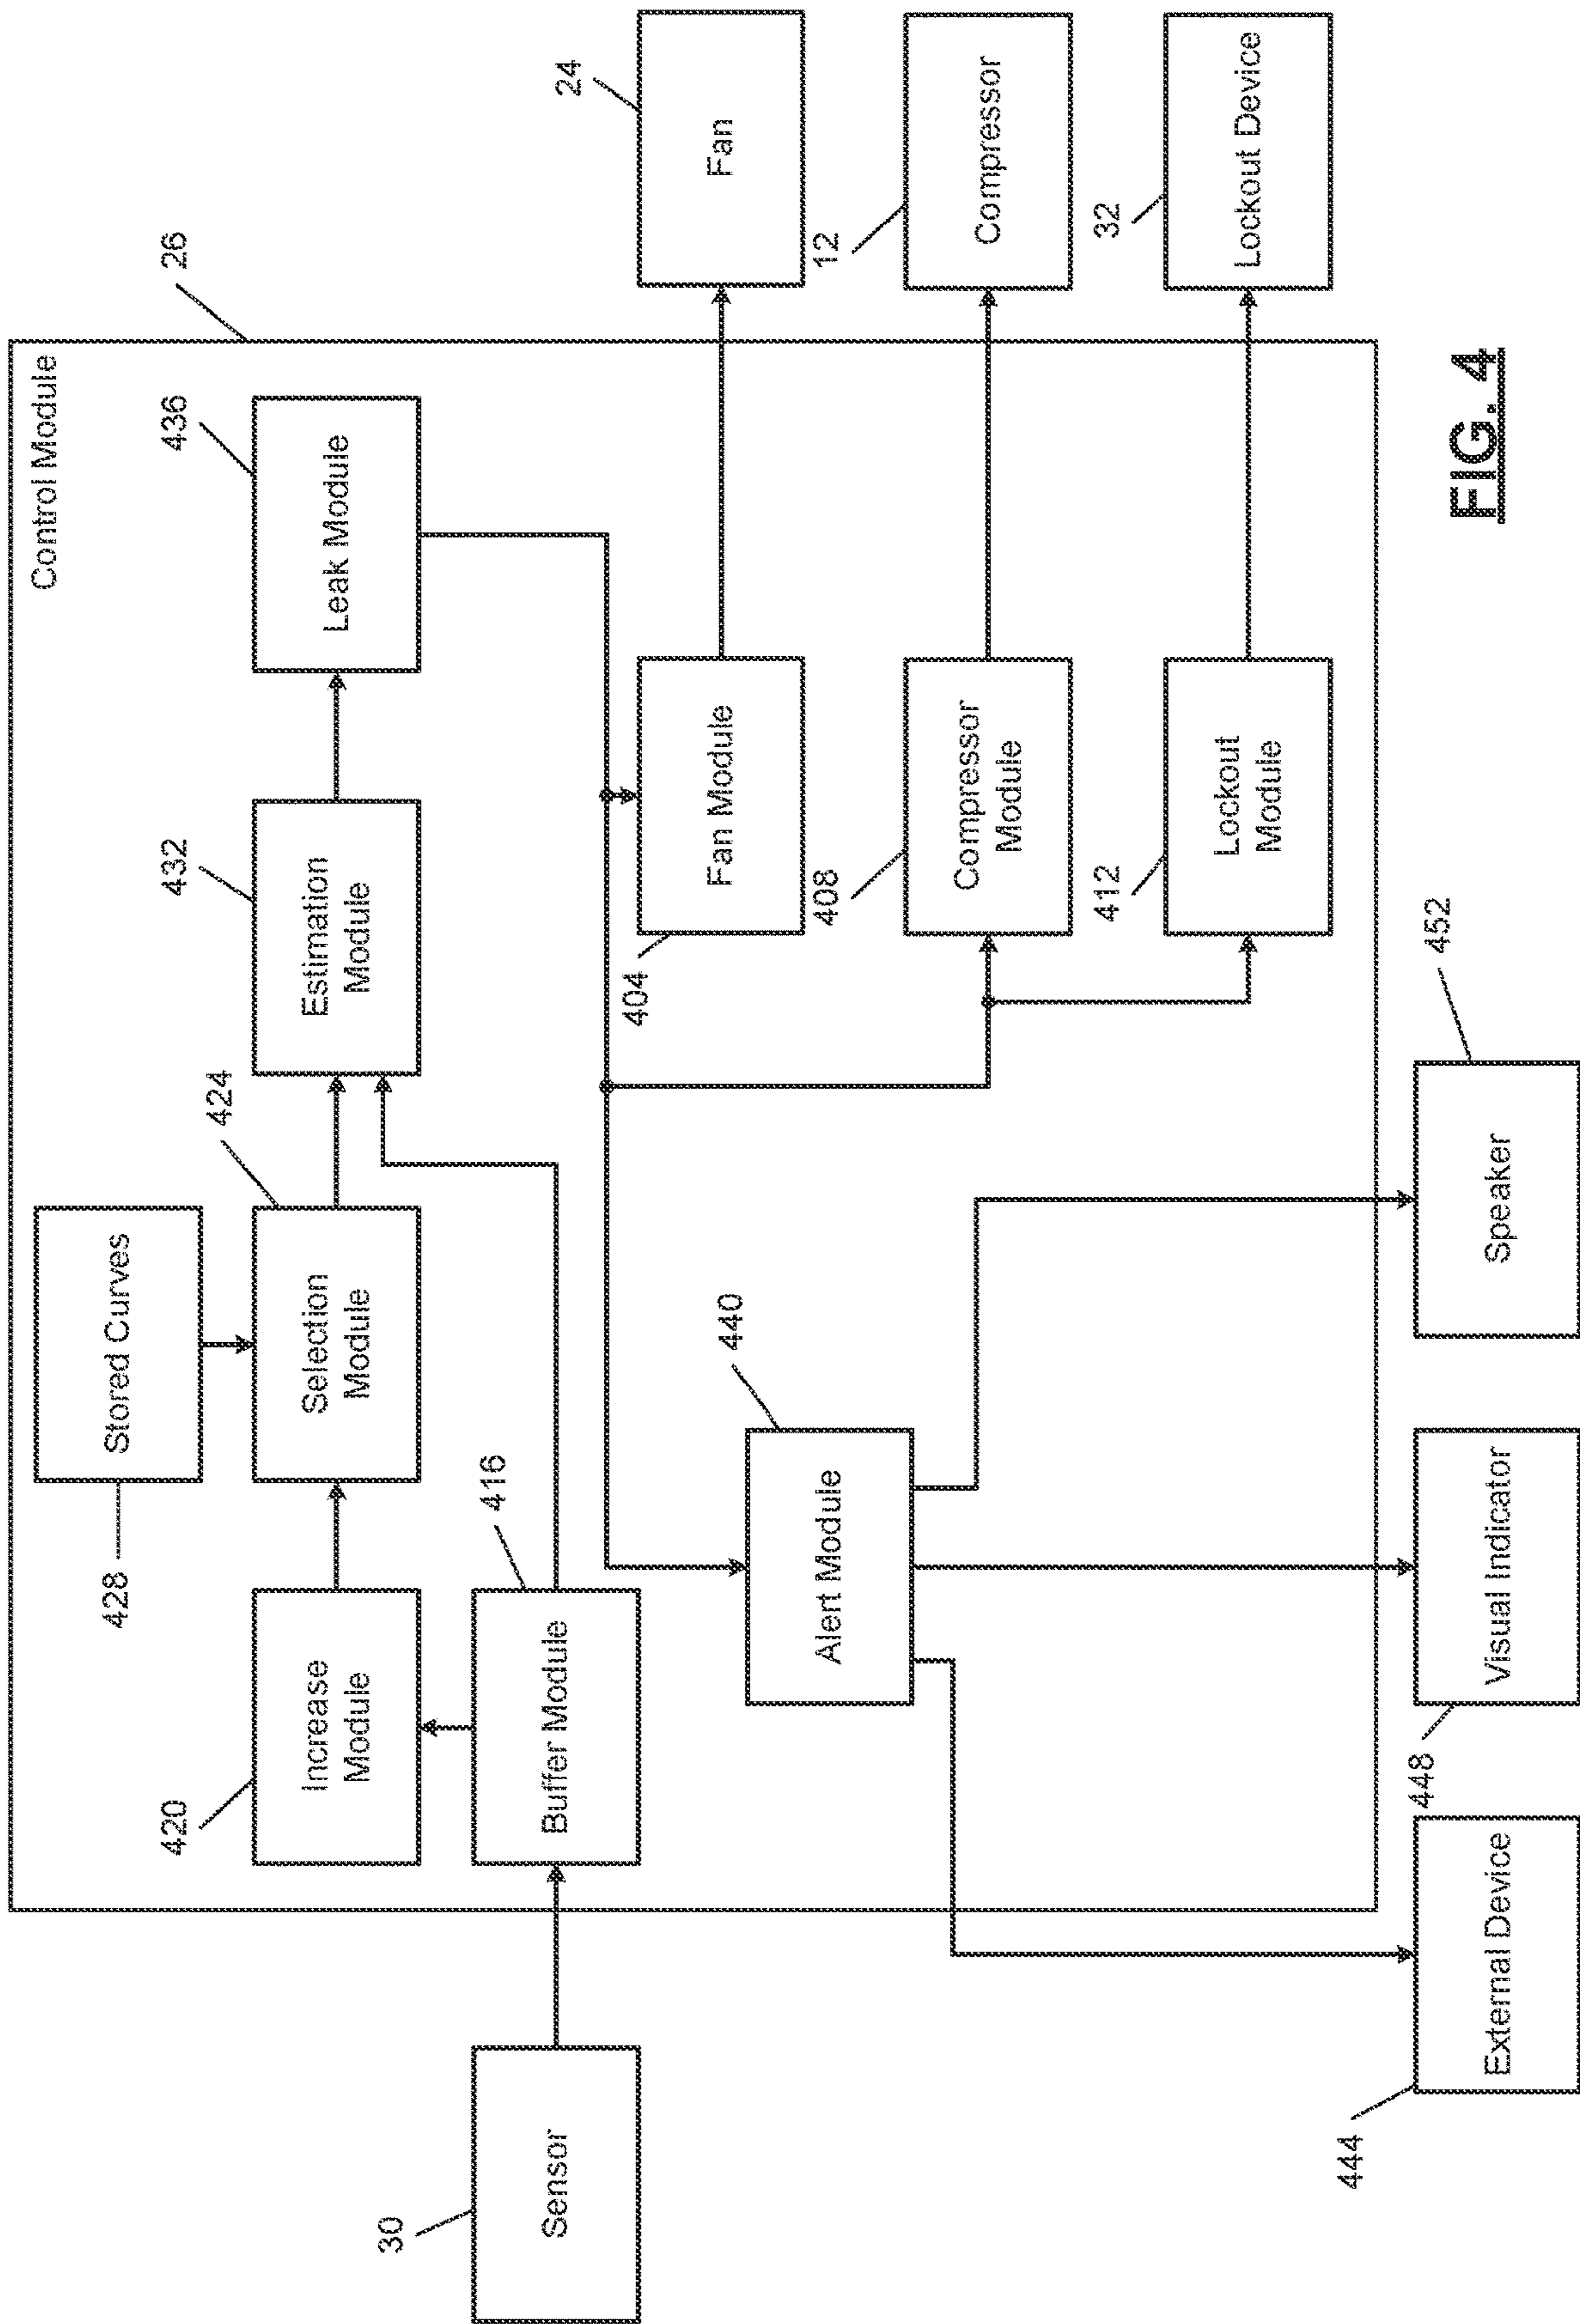 Control Module
26
Stored Curves
428
424
432
436
420
Increase
Module
Selection
Module
Estimation
Module
Leak Module
416
30
Sensor
Buffer Module
404
Fan Module
24
Fan
440
Alert Module
408
Compressor
Module
12
Compressor
412
Lockout
Module
32
Lockout Device
444
External Device
448
Visual Indicator
452
Speaker
FIG. 4